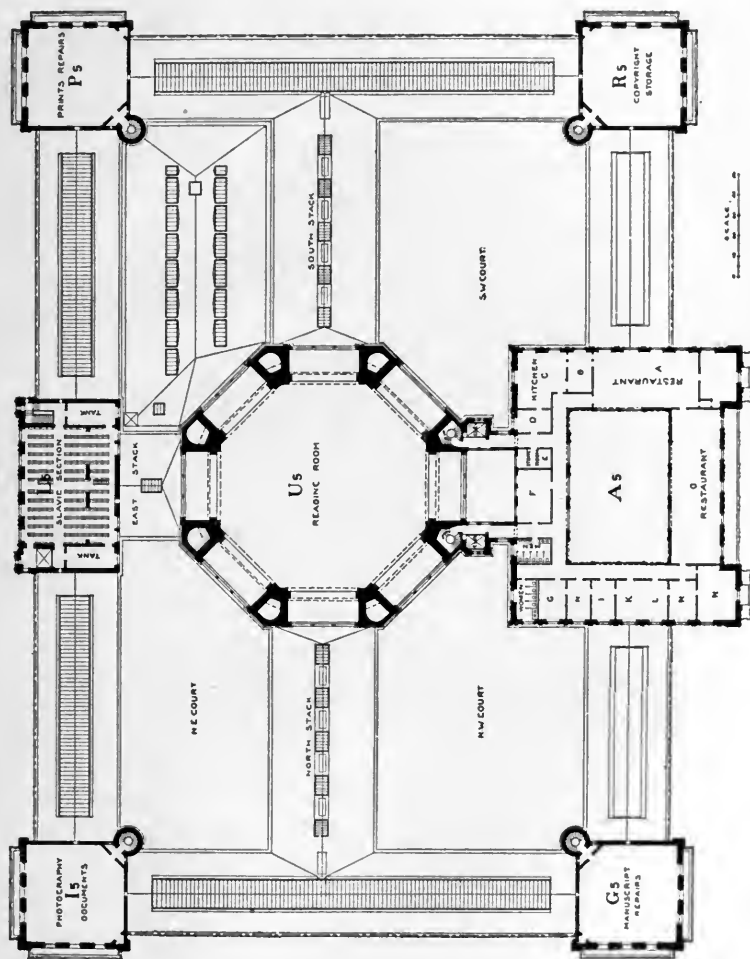 PRINTS REPAIRS
P5
R5
COPYRIGHT
STORAGE
SCALE
SOUTH STACK
S.W. COURT
TANK
SLAVIC SECTION
TANK
EAST STACK
U5
READING ROOM
KITCHEN
C
B
A
RESTAURANT
D
E
F
A5
O
RESTAURANT
WOMEN
G
H
I
K
L
M
N
N.E COURT
NORTH STACK
N.W COURT
PHOTOGRAPHY
I5
DOCUMENTS
G5
MANUSCRIPT
REPAIRS